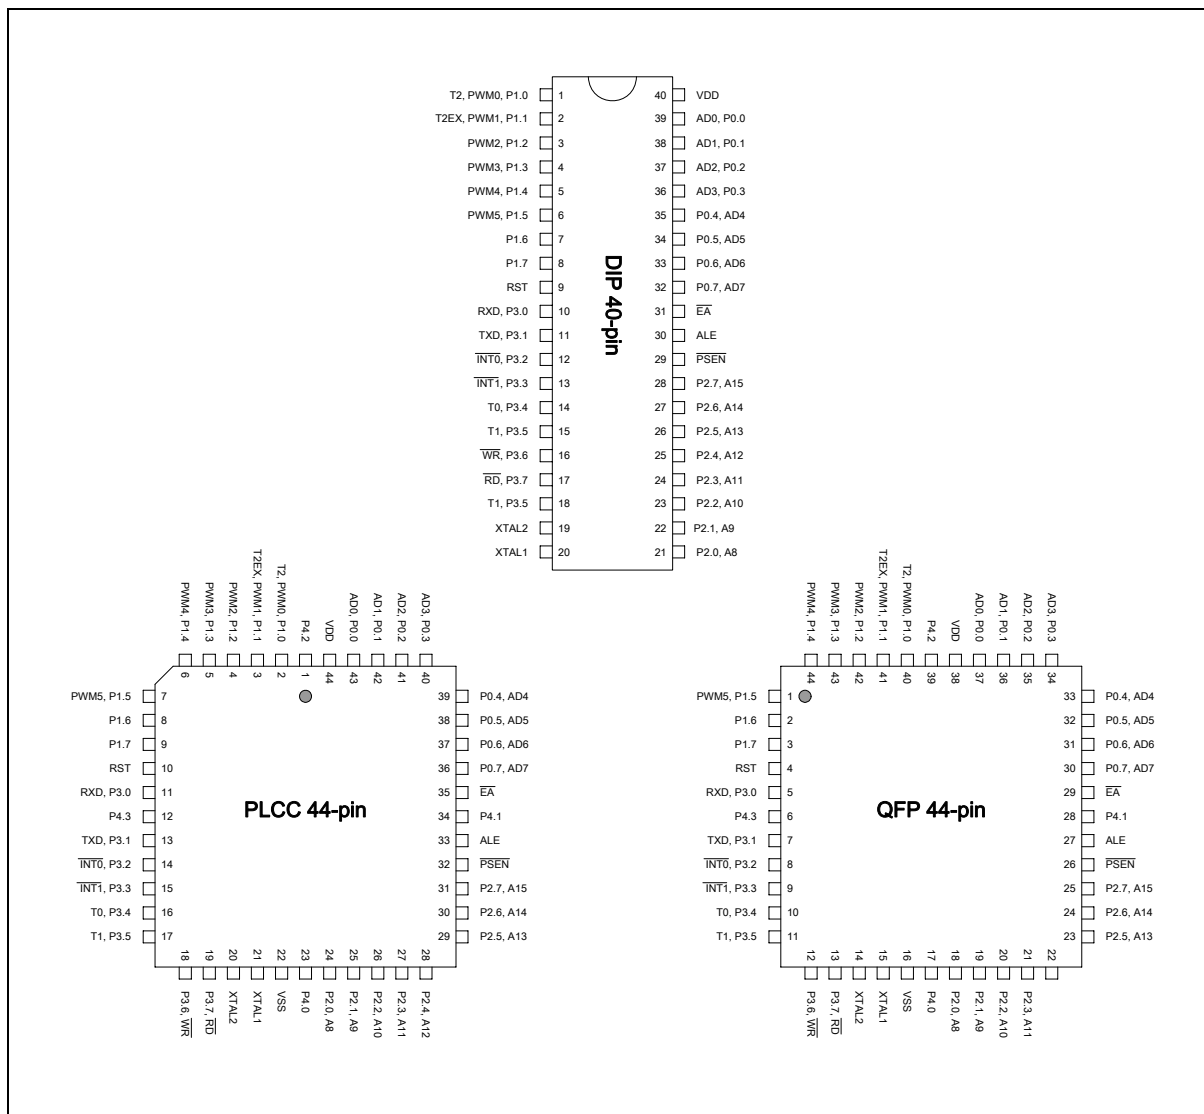 T2, PWM0, P1.0 1 40 VDD
T2EX, PWM1, P1.1 2 39 AD0, P0.0
PWM2, P1.2 3 38 AD1, P0.1
PWM3, P1.3 4 37 AD2, P0.2
PWM4, P1.4 5 36 AD3, P0.3
PWM5, P1.5 6 35 P0.4, AD4
P1.6 7 34 P0.5, AD5
P1.7 8 33 P0.6, AD6
RST 9 32 P0.7, AD7
RXD, P3.0 10 31 EA
TXD, P3.1 11 30 ALE
INT0, P3.2 12 29 PSEN
INT1, P3.3 13 28 P2.7, A15
T0, P3.4 14 27 P2.6, A14
T1, P3.5 15 26 P2.5, A13
WR, P3.6 16 25 P2.4, A12
RD, P3.7 17 24 P2.3, A11
T1, P3.5 18 23 P2.2, A10
XTAL2 19 22 P2.1, A9
XTAL1 20 21 P2.0, A8
DIP 40-pin
PWM4, P1.4
PWM3, P1.3
PWM2, P1.2
T2EX, PWM1, P1.1
T2, PWM0, P1.0
P4.2
VDD
AD0, P0.0
AD1, P0.1
AD2, P0.2
AD3, P0.3
6 5 4 3 2 1 44 43 42 41 40
PWM5, P1.5 7 39 P0.4, AD4
P1.6 8 38 P0.5, AD5
P1.7 9 37 P0.6, AD6
RST 10 36 P0.7, AD7
RXD, P3.0 11 35 EA
P4.3 12 34 P4.1
TXD, P3.1 13 33 ALE
INT0, P3.2 14 32 PSEN
INT1, P3.3 15 31 P2.7, A15
T0, P3.4 16 30 P2.6, A14
T1, P3.5 17 29 P2.5, A13
PLCC 44-pin
18 19 20 21 22 23 24 25 26 27 28
P3.6, WR
P3.7, RD
XTAL2
XTAL1
VSS
P4.0
P2.0, A8
P2.1, A9
P2.2, A10
P2.3, A11
P2.4, A12
PWM4, P1.4
PWM3, P1.3
PWM2, P1.2
T2EX, PWM1, P1.1
T2, PWM0, P1.0
P4.2
VDD
AD0, P0.0
AD1, P0.1
AD2, P0.2
AD3, P0.3
44 43 42 41 40 39 38 37 36 35 34
PWM5, P1.5 1 33 P0.4, AD4
P1.6 2 32 P0.5, AD5
P1.7 3 31 P0.6, AD6
RST 4 30 P0.7, AD7
RXD, P3.0 5 29 EA
P4.3 6 28 P4.1
TXD, P3.1 7 27 ALE
INT0, P3.2 8 26 PSEN
INT1, P3.3 9 25 P2.7, A15
T0, P3.4 10 24 P2.6, A14
T1, P3.5 11 23 P2.5, A13
QFP 44-pin
12 13 14 15 16 17 18 19 20 21 22
P3.6, WR
P3.7, RD
XTAL2
XTAL1
VSS
P4.0
P2.0, A8
P2.1, A9
P2.2, A10
P2.3, A11